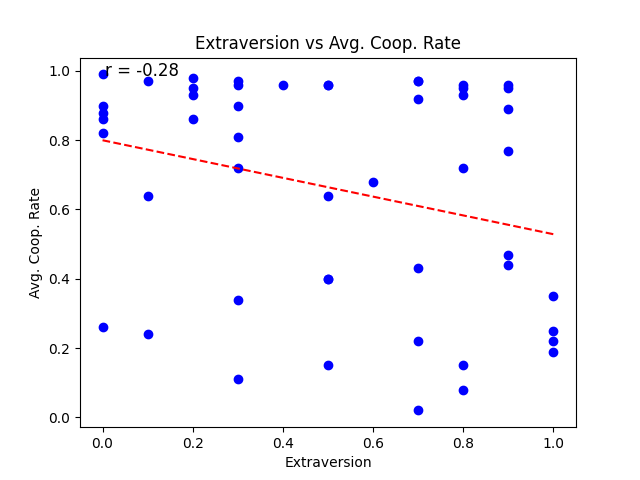 Extraversion vs Avg. Coop. Rate
r = -0.28
Avg. Coop. Rate
1.0
0.8
0.6
0.4
0.2
0.0
0.0 0.2 0.4 0.6 0.8 1.0
Extraversion